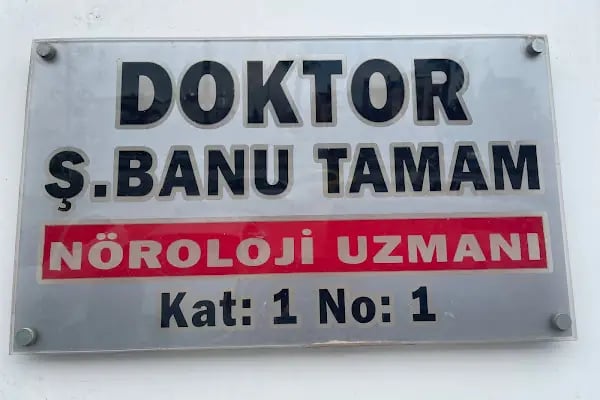 DOKTOR
Ş.BANU TAMAM
NÖROLOJİ UZMANI
Kat: 1 No: 1